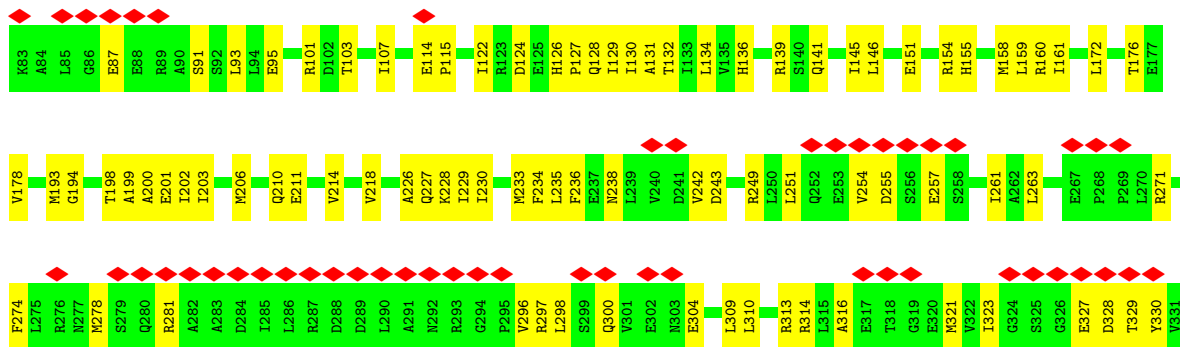 K83 A84 L85 G86 E87 E88 R89 A90 S91 S92 L93 L94 E95 R101 D102 T103 I107 E114 P115 I122 R123 D124 E125 H126 P127 Q128 I129 I130 A131 T132 I133 L134 V135 H136 R139 S140 Q141 I145 L146 E151 R154 H155 M158 L159 R160 I161 L172 T176 E177
V178 M193 G194 T198 A199 A200 E201 I202 I203 M206 Q210 E211 V214 V218 A226 Q227 K228 I229 I230 M233 F234 L235 F236 E237 N238 L239 V240 D241 V242 D243 R249 L250 L251 Q252 E253 V254 D255 S256 E257 S258 I261 A262 L263 E267 P268 P269 L270 R271
F274 L275 R276 N277 M278 S279 Q280 R281 A282 A283 D284 I285 L286 R287 D288 D289 L290 A291 N292 R293 G294 P295 V296 R297 L298 S299 Q300 V301 E302 N303 E304 L309 L310 R313 R314 L315 A316 E317 T318 G319 E320 M321 V322 I323 G324 S325 G326 E327 D328 T329 Y330 V331